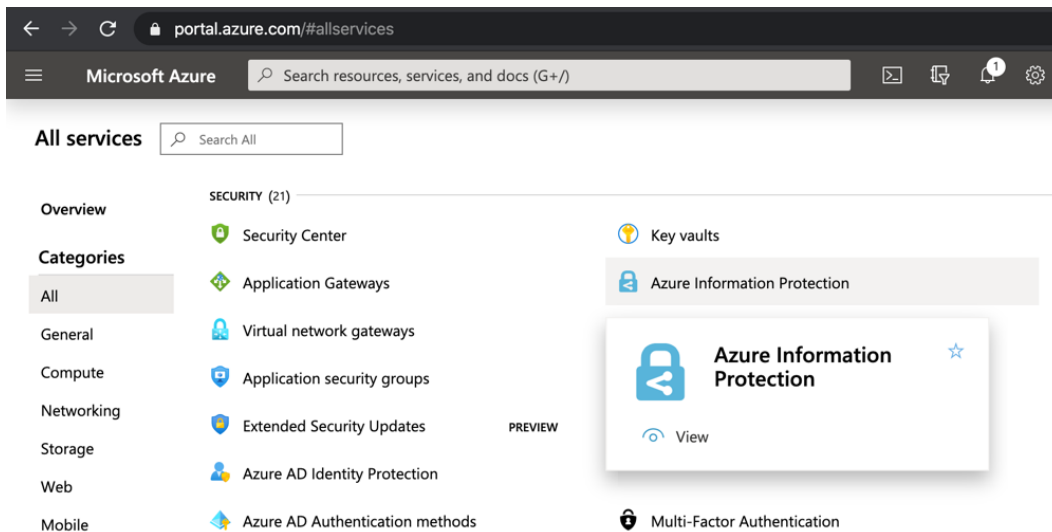 portal.azure.com/#allservices
Microsoft Azure
Search resources, services, and docs (G+/)
1
All services
Search All
Overview
Categories
All
General
Compute
Networking
Storage
Web
Mobile
SECURITY (21)
Security Center
Application Gateways
Virtual network gateways
Application security groups
Extended Security Updates PREVIEW
Azure AD Identity Protection
Azure AD Authentication methods
Key vaults
Azure Information Protection
Azure Information
Protection
View
Multi-Factor Authentication